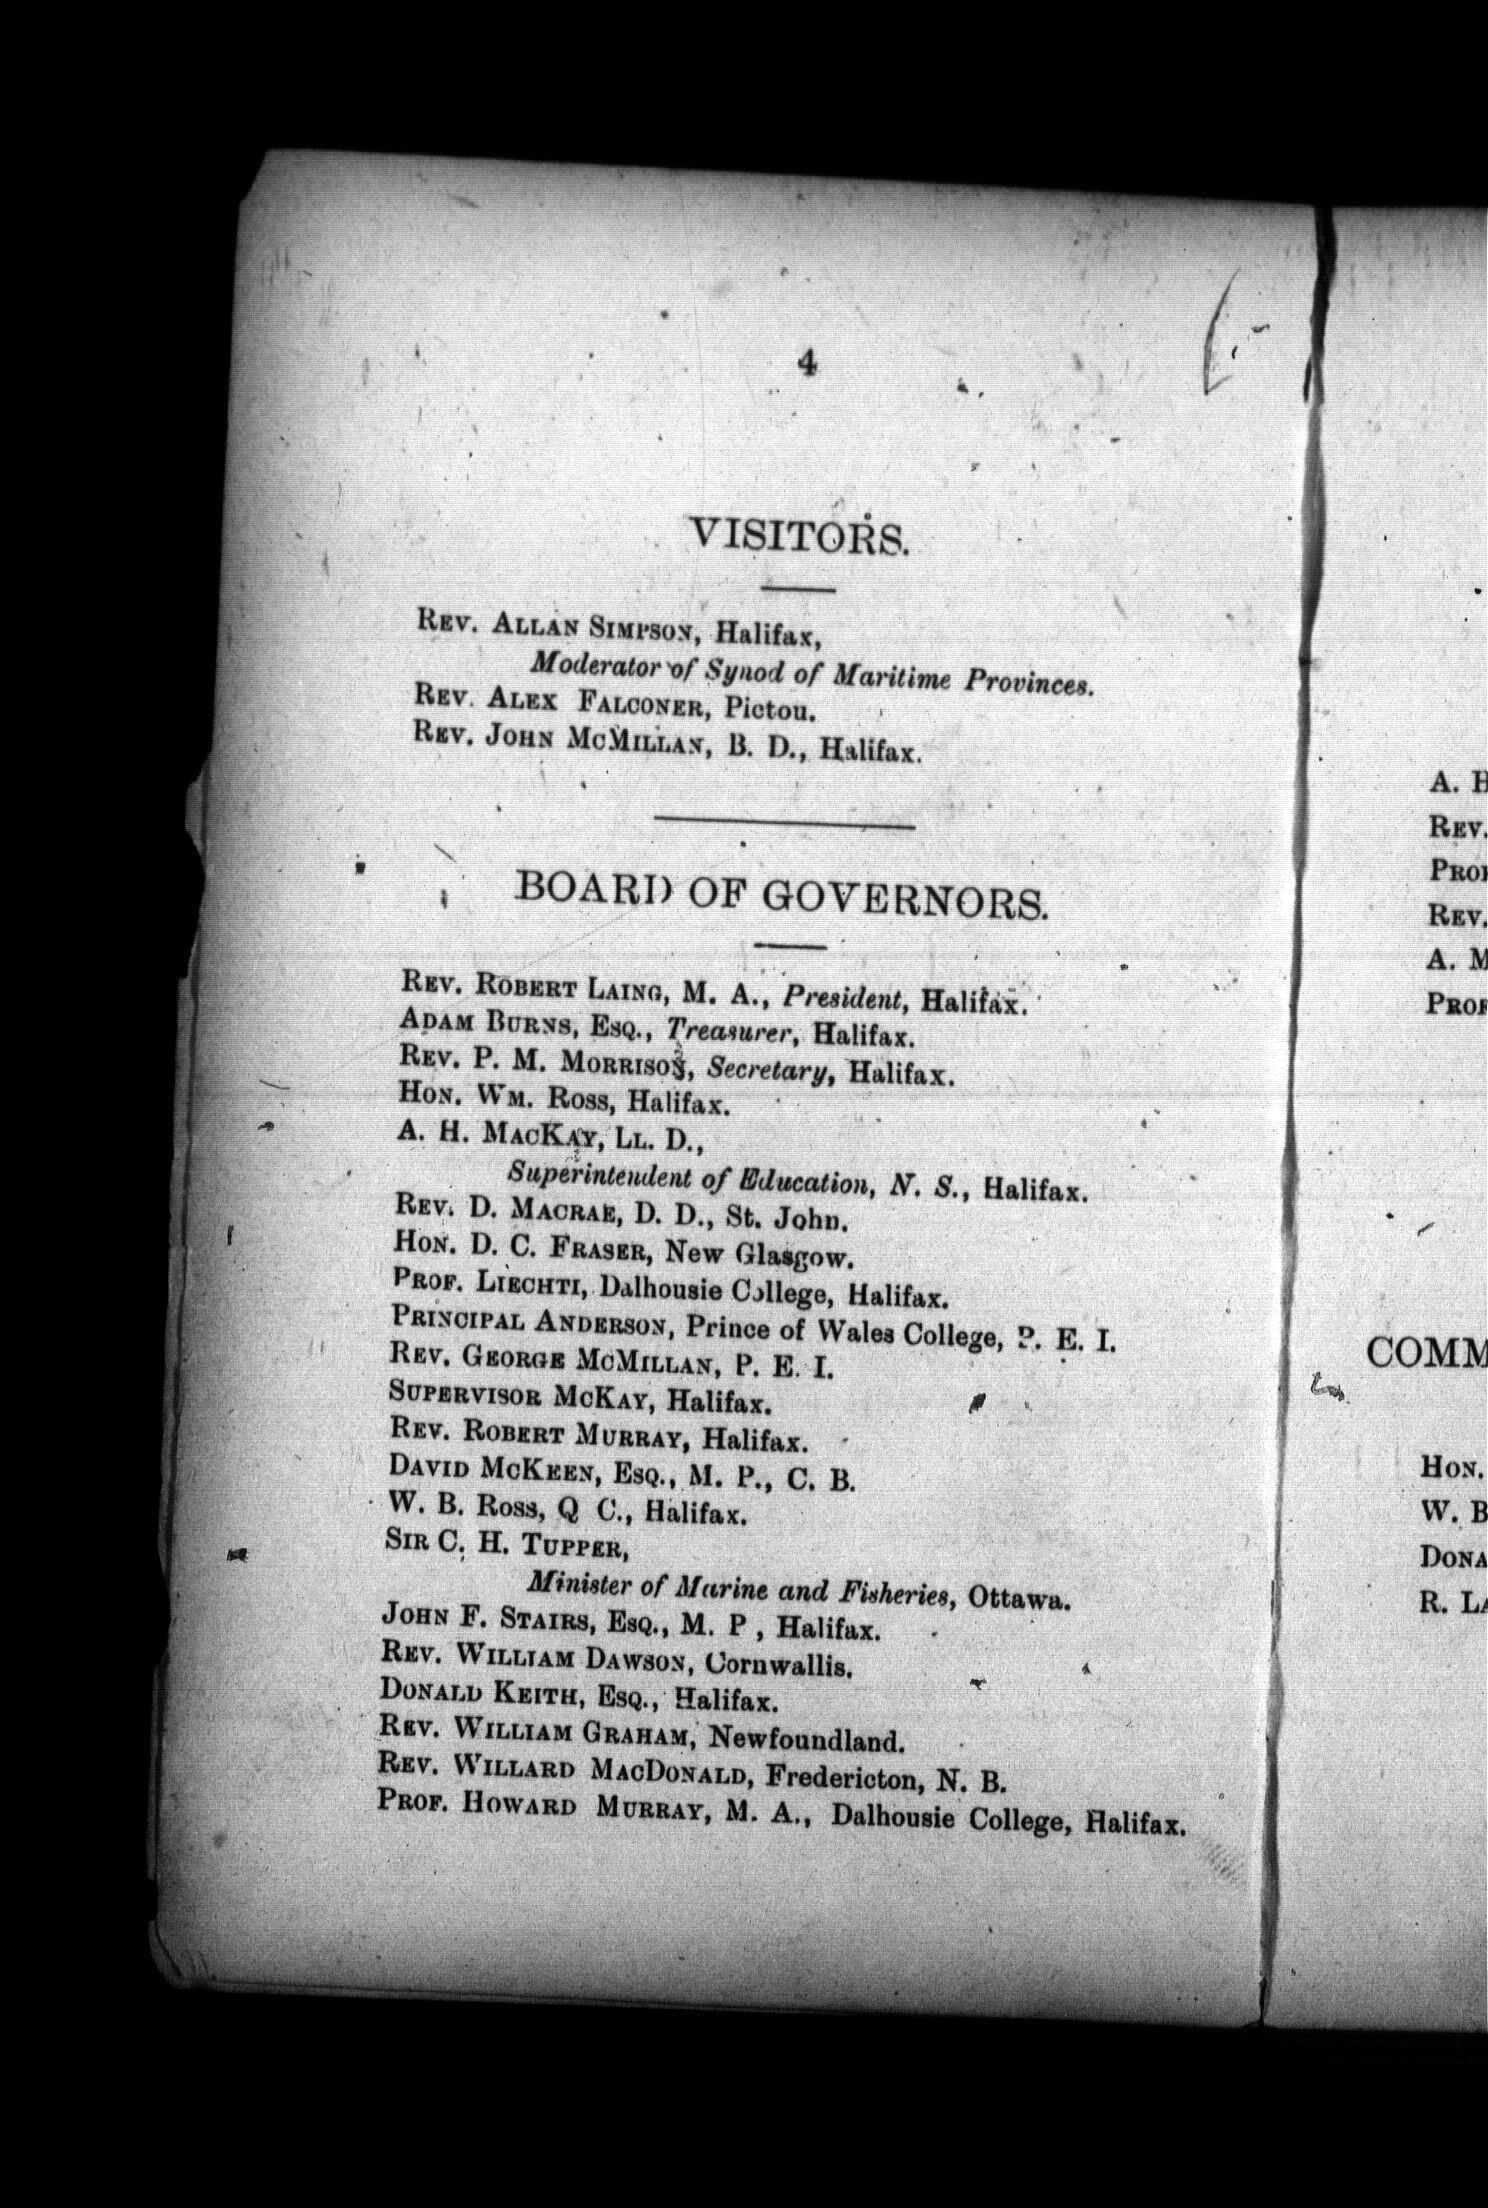 4
VISITORS.
REV. ALLAN SIMPSON, Halifax,
Moderator of Synod of Maritime Provinces.
REV. ALEX FALCONER, Pictou.
REV. JOHN MCMILLAN, B. D., Halifax.
BOARD OF GOVERNORS.
REV. ROBERT LAING, M. A., President, Halifax.
ADAM BURNS, ESQ., Treasurer, Halifax.
REV. P. M. MORRISON, Secretary, Halifax.
HON. WM. ROSS, Halifax.
A. H. MACKAY, LL. D.,
Superintendent of Education, N. S., Halifax.
REV. D. MACRAE, D. D., St. John.
HON. D. C. FRASER, New Glasgow.
PROF. LIECHTI, Dalhousie College, Halifax.
PRINCIPAL ANDERSON, Prince of Wales College, P. E. I.
REV. GEORGE MCMILLAN, P. E. I.
SUPERVISOR MCKAY, Halifax.
REV. ROBERT MURRAY, Halifax.
DAVID MCKEEN, ESQ., M. P., C. B.
W. B. ROSS, Q C., Halifax.
SIR C. H. TUPPER,
Minister of Marine and Fisheries, Ottawa.
JOHN F. STAIRS, ESQ., M. P , Halifax.
REV. WILLIAM DAWSON, Cornwallis.
DONALD KEITH, ESQ., Halifax.
REV. WILLIAM GRAHAM, Newfoundland.
REV. WILLARD MACDONALD, Fredericton, N. B.
PROF. HOWARD MURRAY, M. A., Dalhousie College, Halifax.
A. H
REV.
PROF
REV.
A. M
PROF
COMM
HON.
W. B
DONA
R. LA